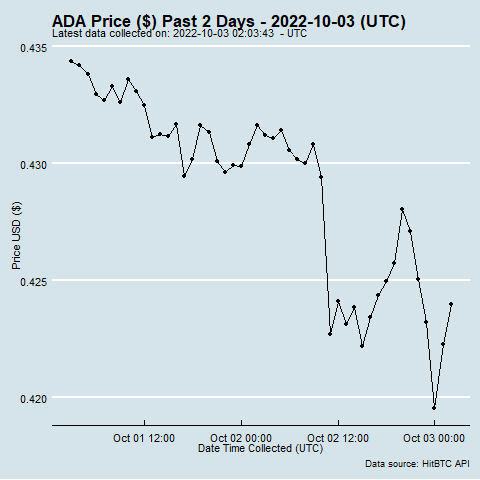 ADA Price ($) Past 2 Days - 2022-10-03 (UTC)
Latest data collected on: 2022-10-03 02:03:43 - UTC
0.435
0.430
0.425
0.420
Price USD ($)
Oct 01 12:00 Oct 02 00:00 Oct 02 12:00 Oct 03 00:00
Date Time Collected (UTC)
Data source: HitBTC API